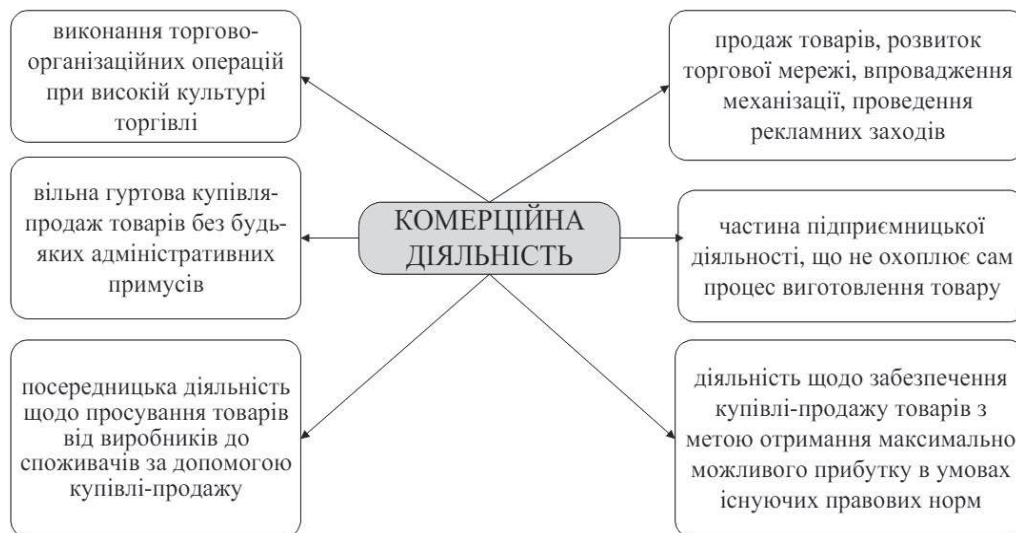 виконання торгово-
організаційних операцій
при високій культурі
торгівлі
продаж товарів, розвиток
торгової мережі, впровадження
механізації, проведення
рекламних заходів
вільна гуртова купівля-
продаж товарів без будь-
яких адміністративних
примусів
КОМЕРЦІЙНА
ДІЯЛЬНІСТЬ
частина підприємницької
діяльності, що не охоплює сам
процес виготовлення товару
посередницька діяльність
щодо просування товарів
від виробників до
споживачів за допомогою
купівлі-продажу
діяльність щодо забезпечення
купівлі-продажу товарів з
метою отримання максимально
можливого прибутку в умовах
існуючих правових норм